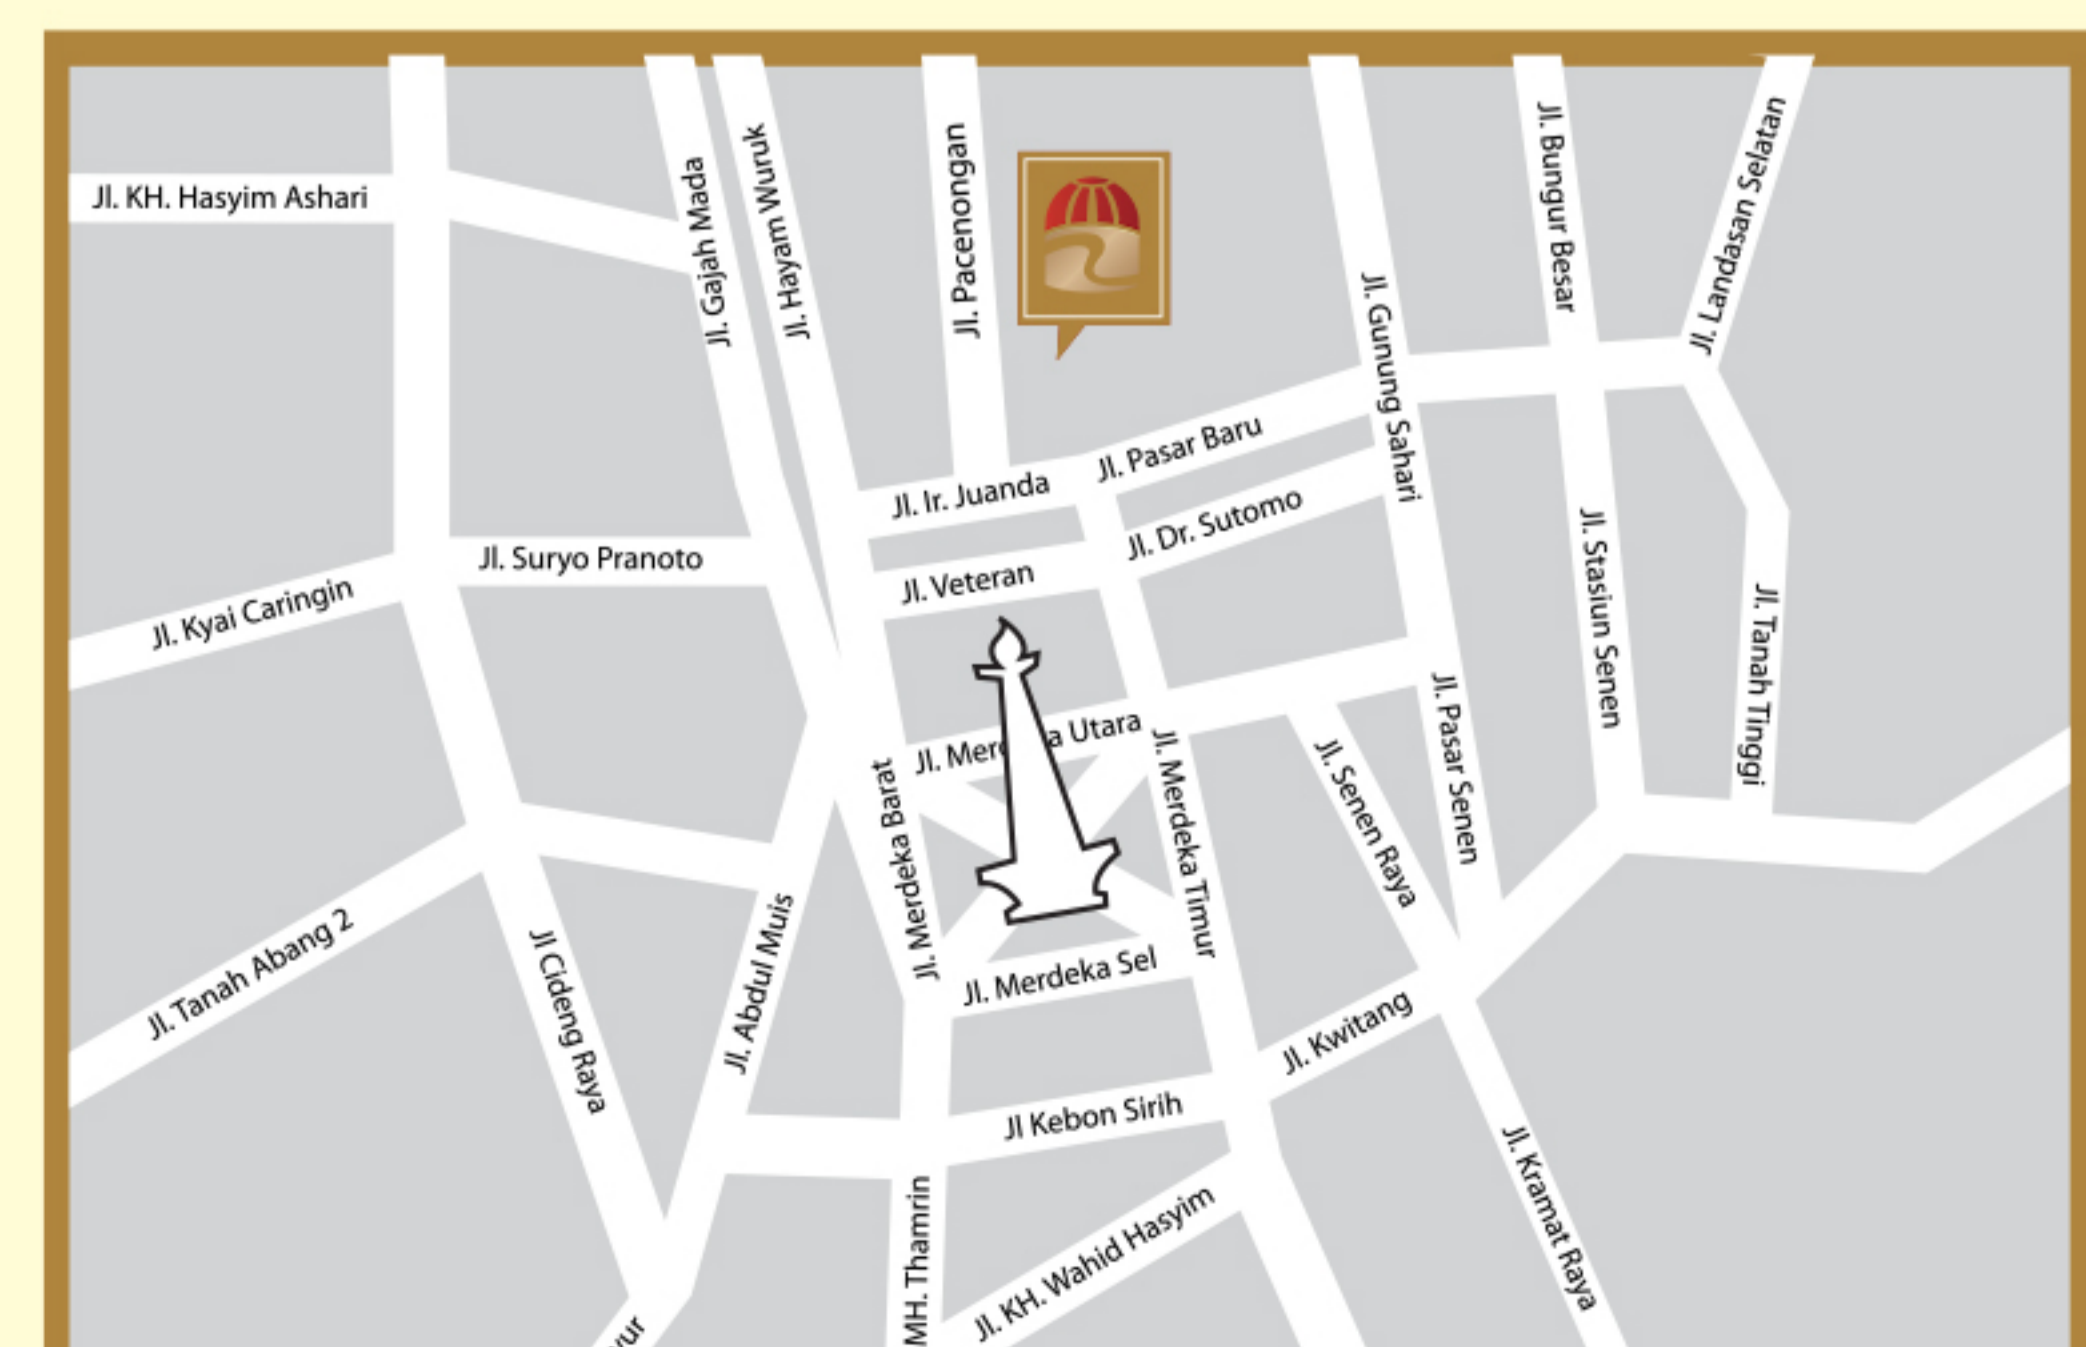 Jl. KH. Hasyim Ashari
Jl. Gajah Mada
Jl. Hayam Wuruk
Jl. Pacenongan
Jl. Gunung Sahari
Jl. Bungur Besar
Jl. Landasan Selatan
Jl. Pasar Baru
Jl. Ir. Juanda
Jl. Dr. Sutomo
Jl. Suryo Pranoto
Jl. Veteran
Jl. Kyai Caringin
Jl. Stasiun Senen
Jl. Tanah Tinggi
Jl. Mer a Utara
Jl. Merdeka Barat
Jl. Merdeka Timur
Jl. Senen Raya
Jl. Pasar Senen
Jl. Tanah Abang 2
Jl Cideng Raya
Jl. Abdul Muis
Jl. Merdeka Sel
Jl. Kwitang
Jl Kebon Sirih
MH. Thamrin
Jl. KH. Wahid Hasyim
Jl. Kramat Raya